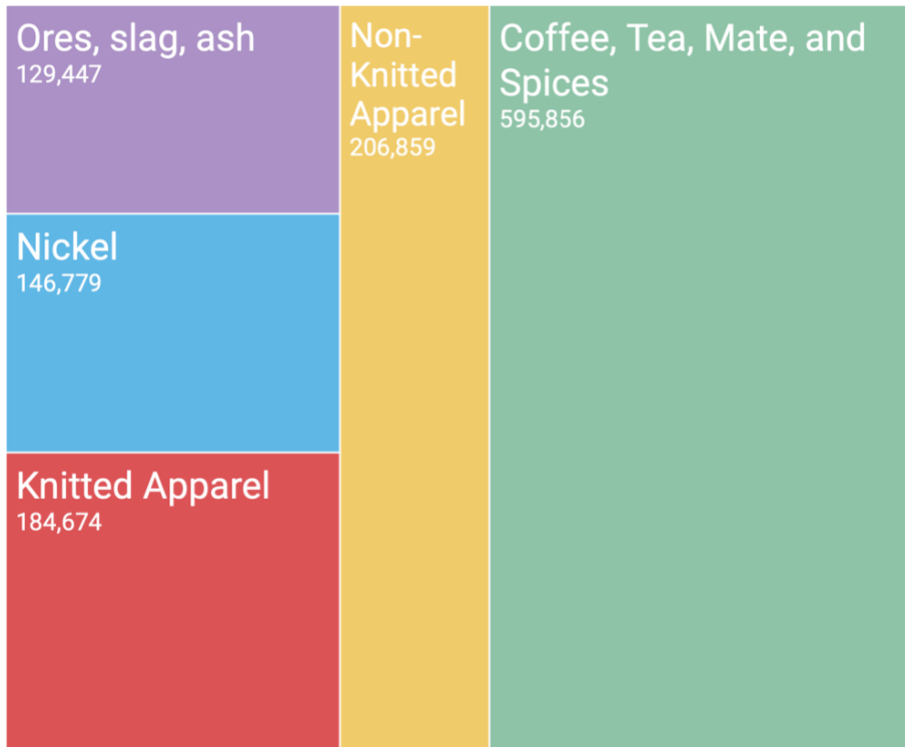 Ores, slag, ash
129,447
Nickel
146,779
Knitted Apparel
184,674
Non-
Knitted
Apparel
206,859
Coffee, Tea, Mate, and
Spices
595,856